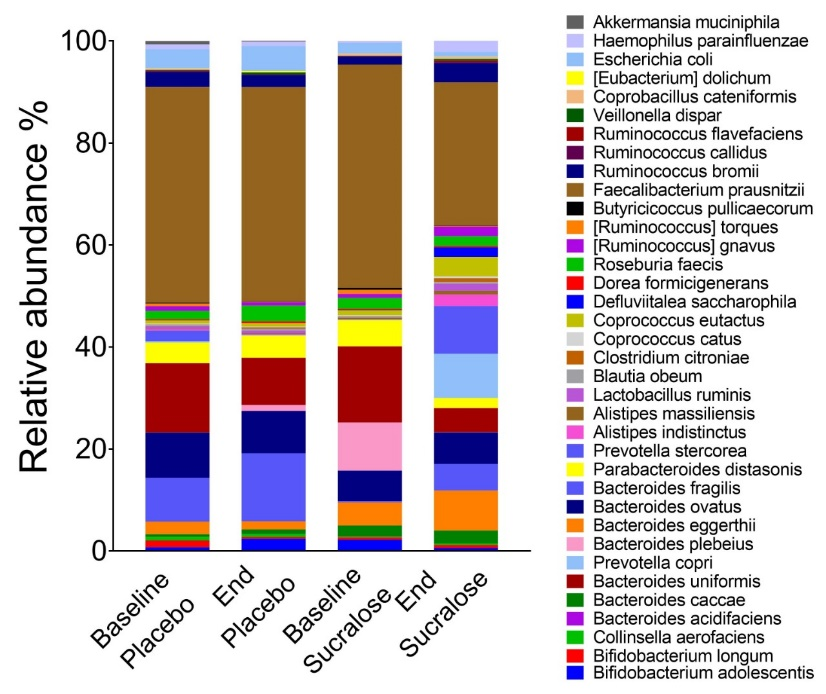 Relative abundance %
100
80
60
40
20
0
Baseline
Placebo
End
Placebo
Baseline
Sucralose
End
Sucralose
Akkermansia muciniphila
Haemophilus parainfluenzae
Escherichia coli
[Eubacterium] dolichum
Coprobacillus cateniformis
Veillonella dispar
Ruminococcus flavefaciens
Ruminococcus callidus
Ruminococcus bromii
Faecalibacterium prausnitzii
Butyricicoccus pullicaecorum
[Ruminococcus] torques
[Ruminococcus] gnavus
Roseburia faecis
Dorea formicigenerans
Defluviitalea saccharophila
Coprococcus eutactus
Coprococcus catus
Clostridium citroniae
Blautia obeum
Lactobacillus ruminis
Alistipes massiliensis
Alistipes indistinctus
Prevotella stercorea
Parabacteroides distasonis
Bacteroides fragilis
Bacteroides ovatus
Bacteroides eggerthii
Bacteroides plebeius
Prevotella copri
Bacteroides uniformis
Bacteroides caccae
Bacteroides acidifaciens
Collinsella aerofaciens
Bifidobacterium longum
Bifidobacterium adolescentis